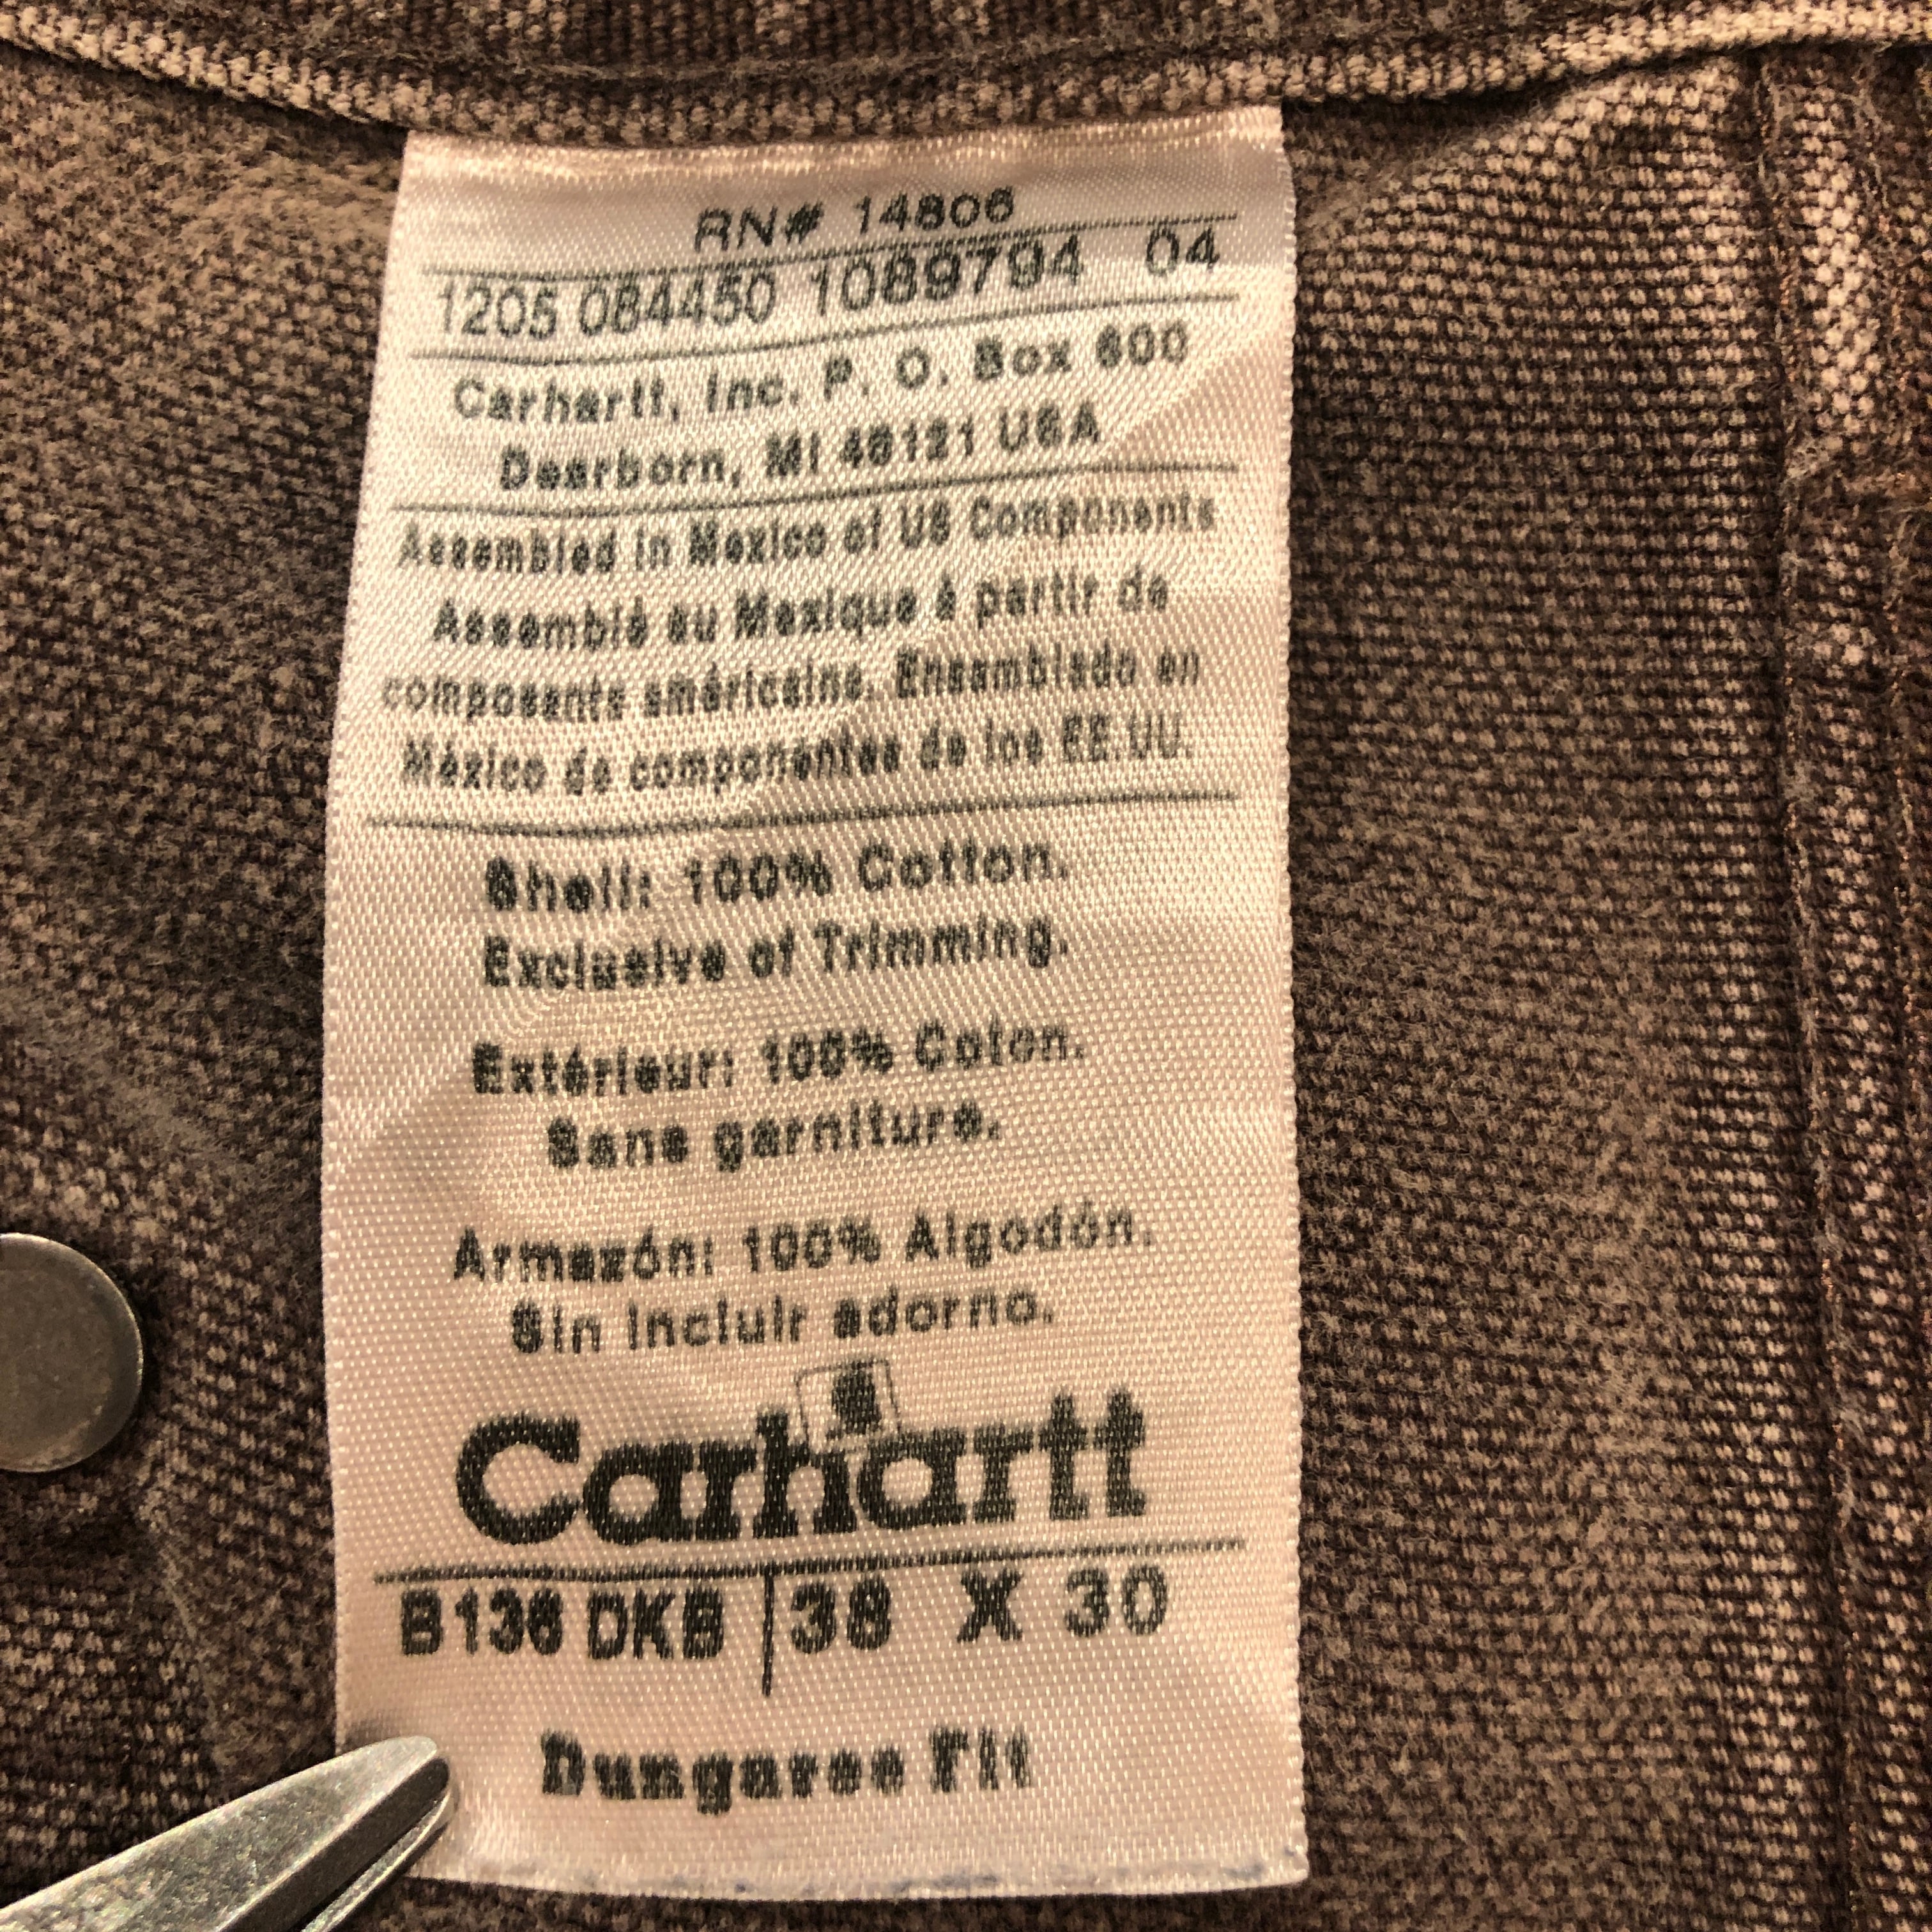 RN# 14806
1205 084450 1089794 04
Carhartt, Inc. P. O. Box 600
Dearborn, MI 48121 USA
Assembled in Mexico of US Components
Assemblé au Mexique à partir de
composants américains. Ensamblado en
México de componentes de los EE.UU.
Shell: 100% Cotton.
Exclusive of Trimming.
Extérieur: 100% Coton.
Sans garniture.
Armazón: 100% Algodón.
Sin incluir adorno.
Carhartt
B136 DKB | 38 X 30
Dungaree Fit